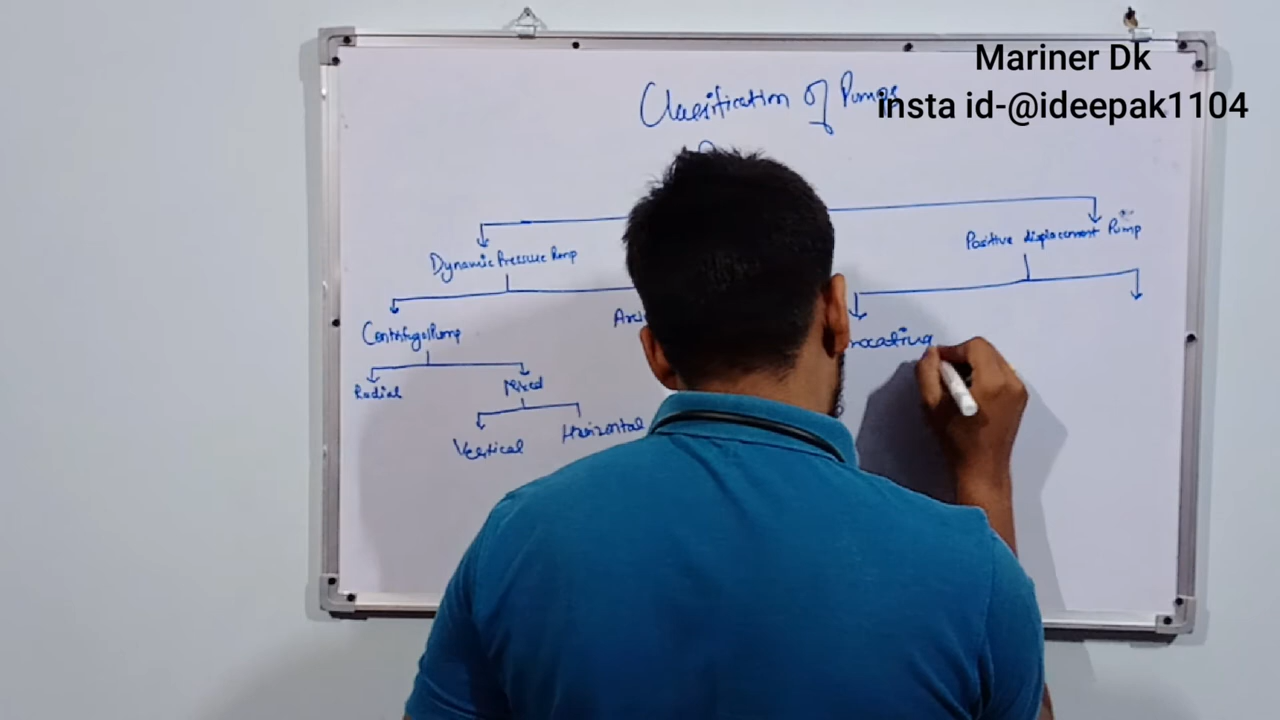 Mariner Dk
insta id-@ideepak1104
Classification of Pumps
Dynamic Pressure Pump
Positive displacement Pump
Centrifugal Pump
Radial
Mixed
Vertical
Horizontal